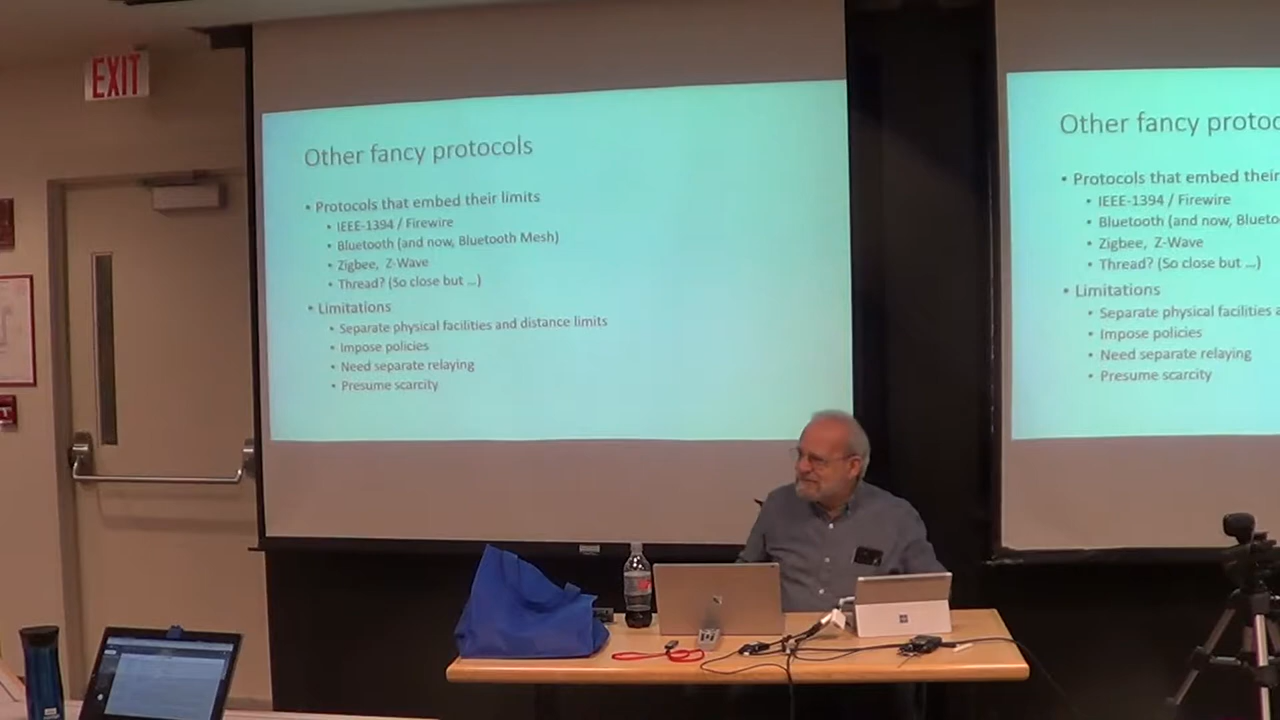 EXIT
Other fancy protocols
• Protocols that embed their limits
• IEEE-1394 / Firewire
• Bluetooth (and now, Bluetooth Mesh)
• Zigbee, Z-Wave
• Thread? (So close but ...)
• Limitations
• Separate physical facilities and distance limits
• Impose policies
• Need separate relaying
• Presume scarcity
Other fancy protoc
• Protocols that embed their
• IEEE-1394 / Firewire
• Bluetooth (and now, Blueto
• Zigbee, Z-Wave
• Thread? (So close but ...)
• Limitations
• Separate physical facilities a
• Impose policies
• Need separate relaying
• Presume scarcity